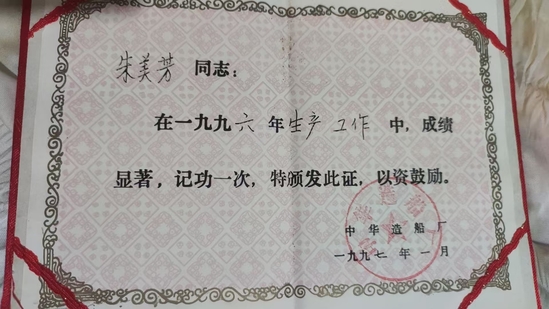 朱美芳 同志:
在一九九六年生产工作中,成绩
显著,记功一次,特颁发此证,以资鼓励。
中华造船厂
一九九七年一月